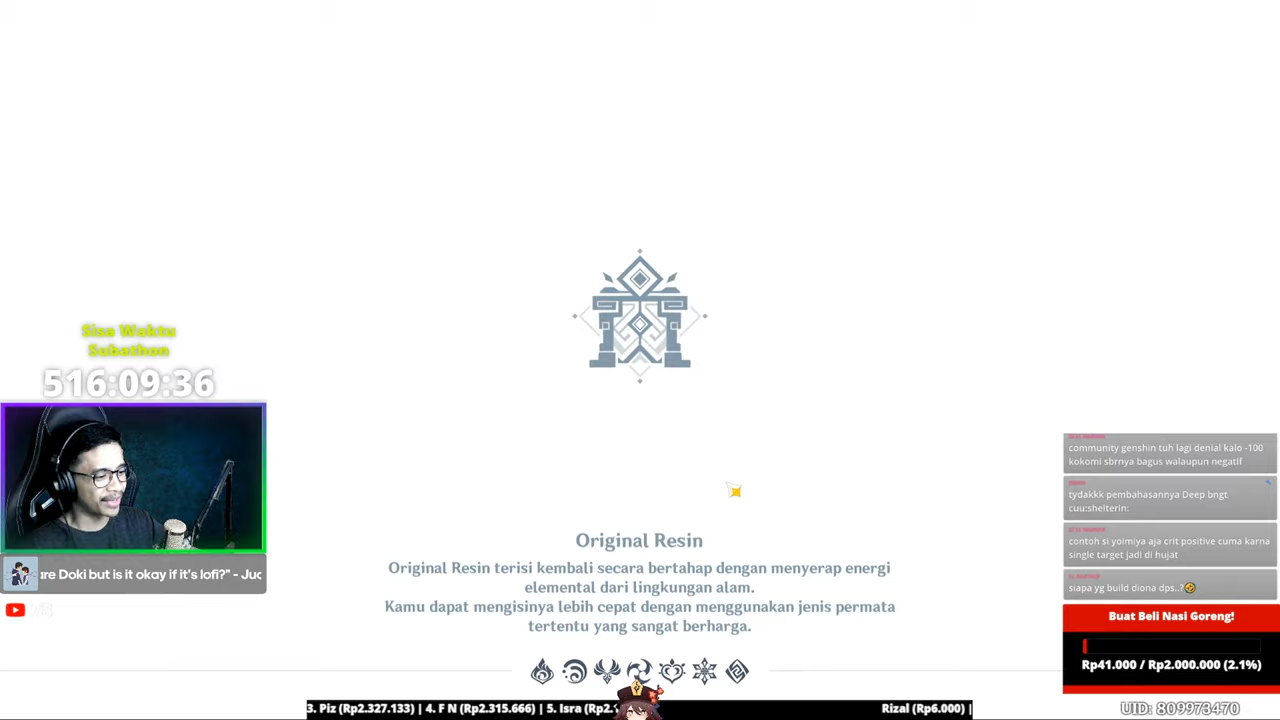 Sisa Waktu
Subathon
516:09:36
are Doki but is it okay if it's lofi?" - Juc
Original Resin
Original Resin terisi kembali secara bertahap dengan menyerap energi
elemental dari lingkungan alam.
Kamu dapat mengisinya lebih cepat dengan menggunakan jenis permata
tertentu yang sangat berharga.
community genshin tuh lagi denial kalo -100
kokomi sbrnya bagus walaupun negatif
tydakkk pembahasannya Deep bngt
cuu:shelterin:
contoh si yoimiya aja crit positive cuma karna
single target jadi di hujat
siapa yg build diona dps..?🤣
Buat Beli Nasi Goreng!
Rp41.000 / Rp2.000.000 (2.1%)
3. Piz (Rp2.327.133) | 4. F N (Rp2.315.666) | 5. Isra (Rp2.
Rizal (Rp6.000) |
UID: 809973470